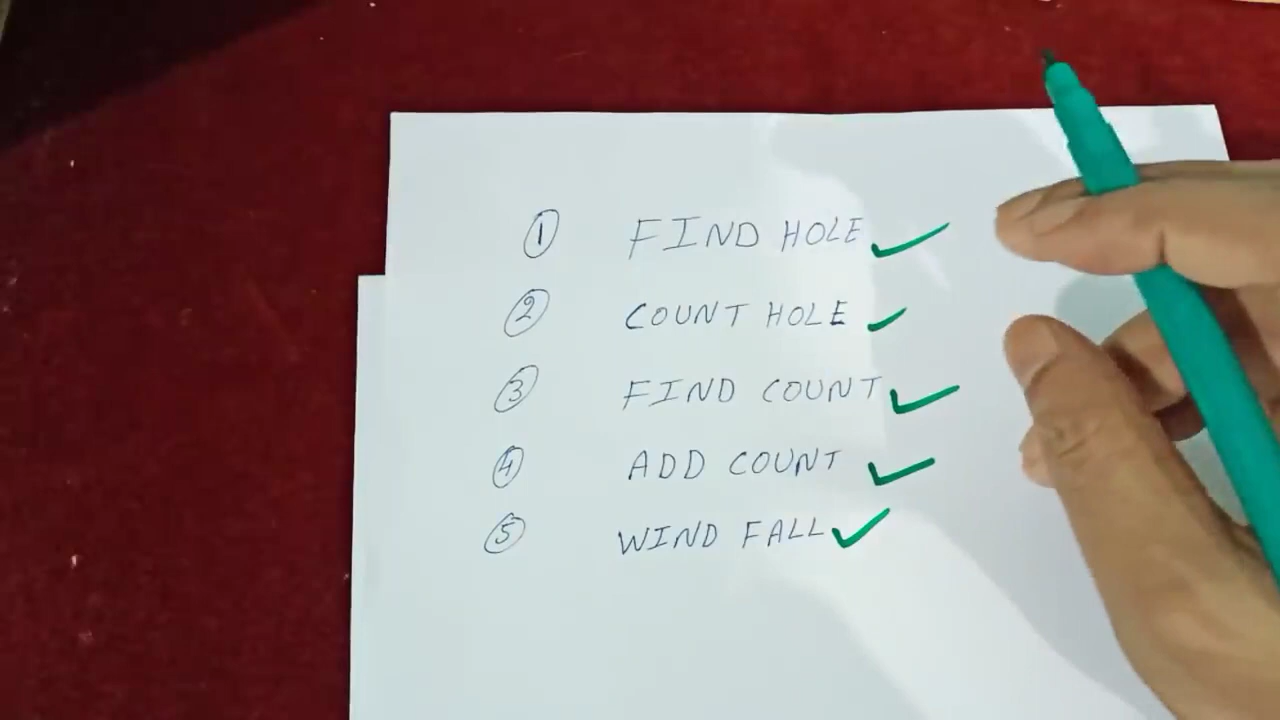 ① FIND HOLE ✓
② COUNT HOLE ✓
③ FIND COUNT ✓
④ ADD COUNT ✓
⑤ WIND FALL ✓